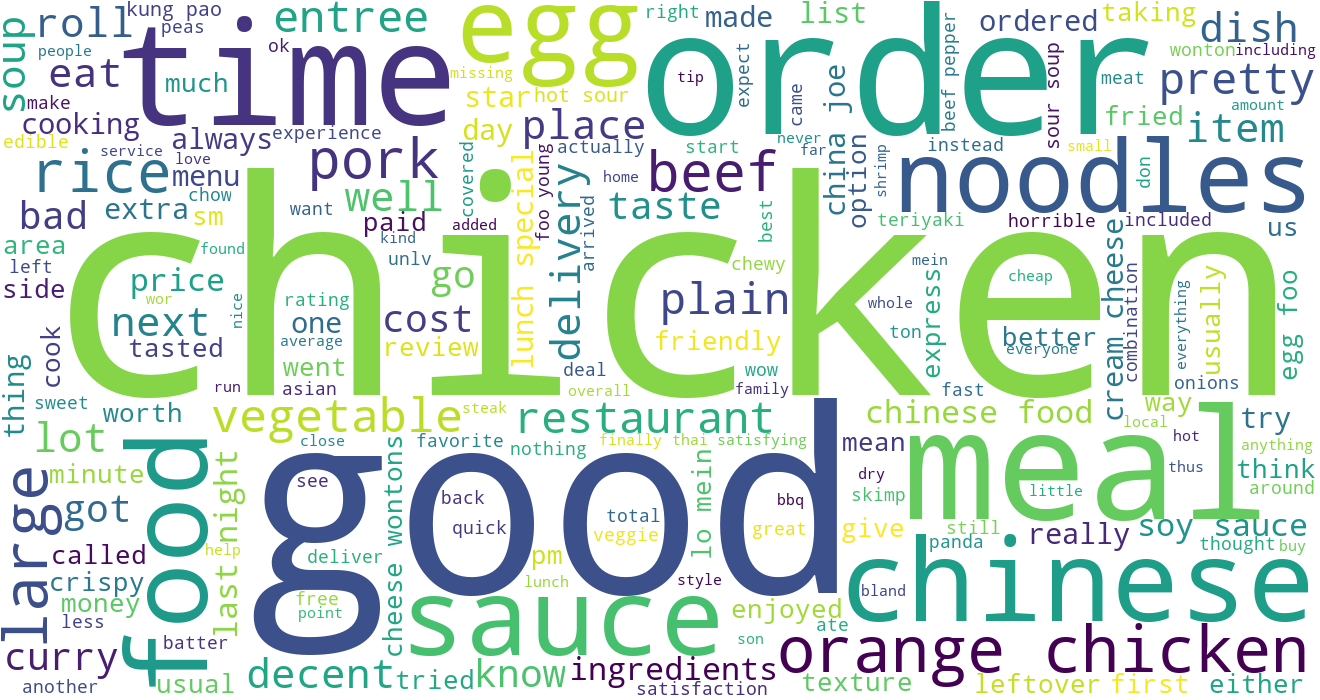 kung pao
roll
peas
entree
ok
time
egg
order
right
made
list
ordered
taking
dish
soup
people
eat
much
make
cooking
always
experience
missing
star
hot sour
tip
expect
came
beef pepper
wonton
including
meat
pretty
amount
edible
service
love
menu
rice
pork
day
place
actually
start
never
far
china joe
option
shrimp
instead
sour soup
fried
item
small
noodles
don
bad
extra
chow
sm
want
well
paid
covered
added
lunch special
foo young
home
delivery
arrived
beef
taste
best
teriyaki
horrible
included
us
area
left
side
found
price
wor
nice
kind
unlv
go
chicken
plain
chewy
whole
mein
express
ton
cheap
cream cheese
combination
everything
usually
egg foo
next
tasted
rating
one
average
cost
review
friendly
better
everyone
thing
cook
went
asian
run
deal
wow
overall
family
fast
onions
sweet
worth
vegetable
steak
restaurant
chinese food
way
local
try
lot
minute
close
favorite
nothing
finally
thai
satisfying
mean
meal
hot
anything
thus
think
food
night
last
see
good
back
quick
cheese wontons
lo mein
total
veggie
bbq
great
dry
skimp
give
little
around
large
got
called
help
deliver
pm
style
still
panda
really
soy sauce
thought
buy
crispy
money
less
free
point
lunch
sauce
enjoyed
ate
son
bland
chinese
batter
curry
another
usual
decent
tried
know
ingredients
satisfaction
orange chicken
texture
leftover
first
either